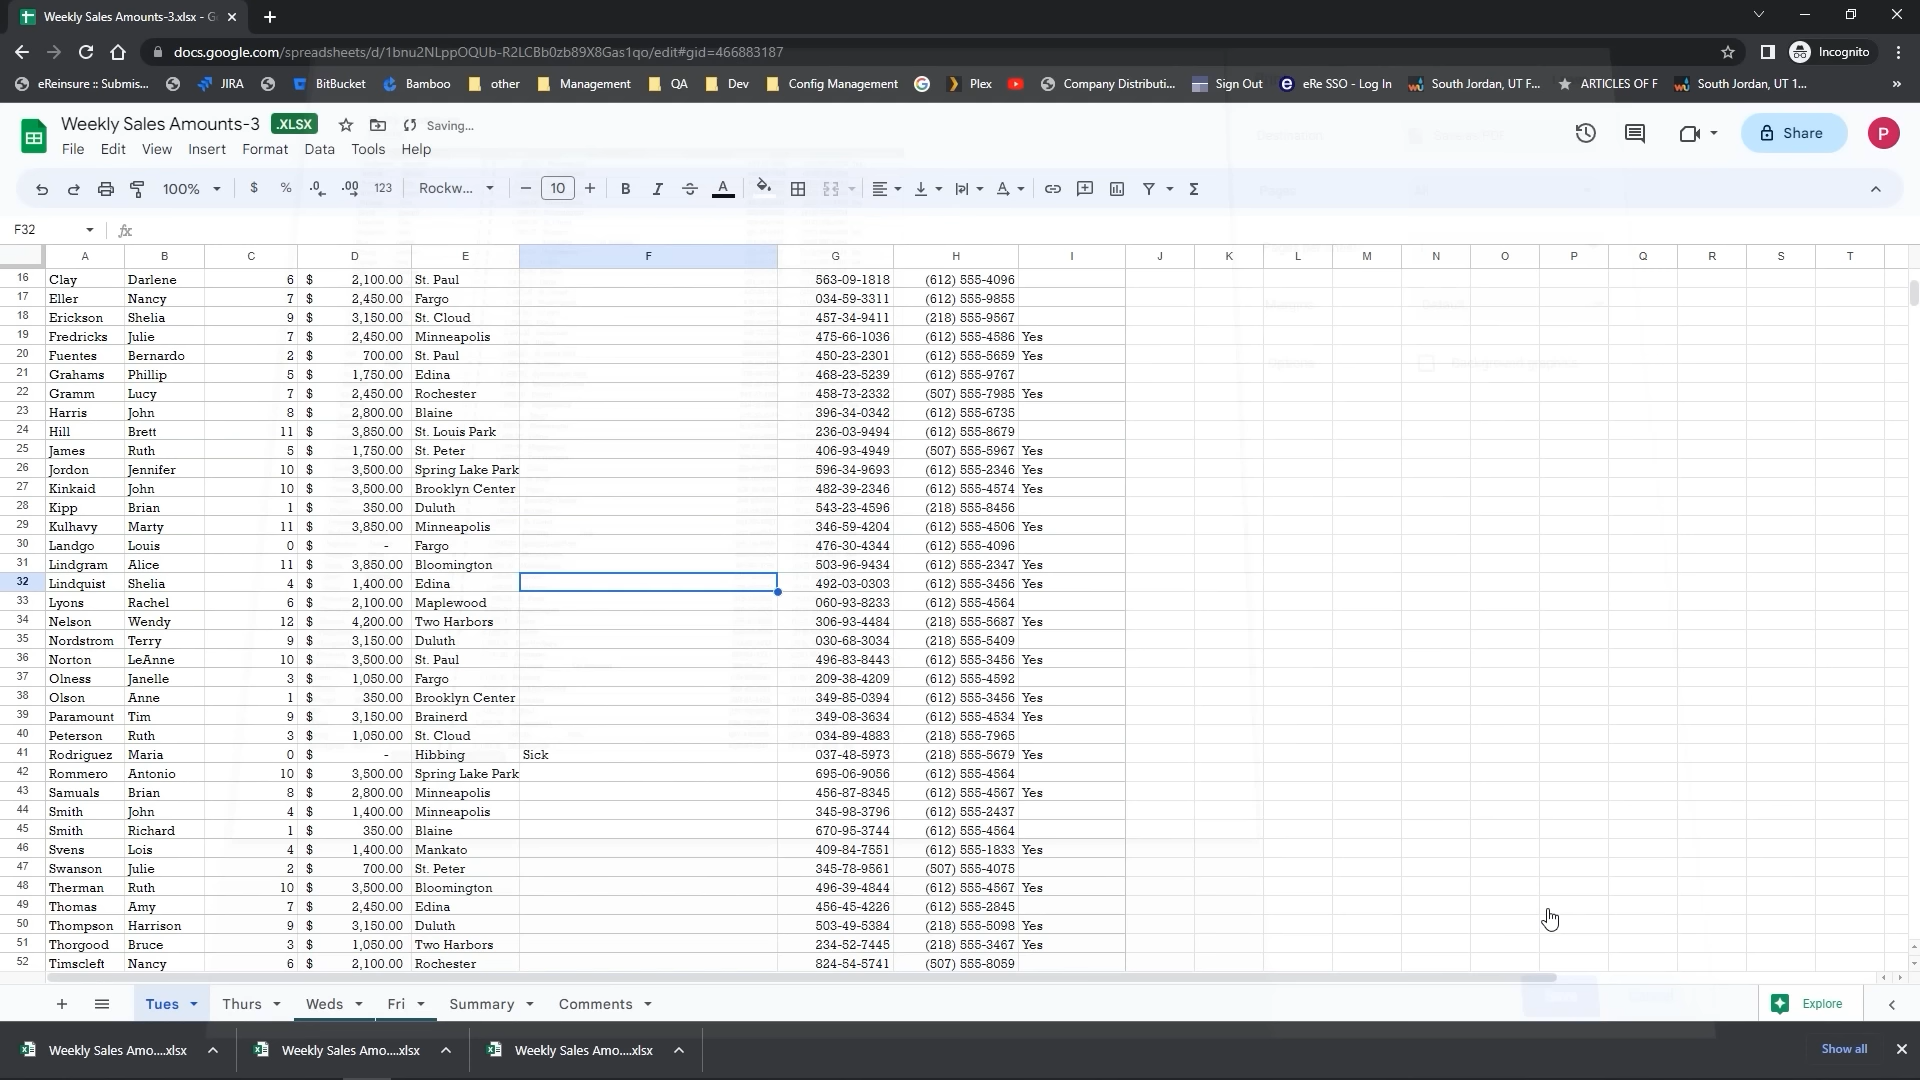 Weekly Sales Amounts-3.xlsx - G
docs.google.com/spreadsheets/d/1bnu2NLppOQUb-R2LCBb0zb89X8Gas1qo/edit#gid=466883187
Incognito
eReinsure :: Submis... JIRA BitBucket Bamboo other Management QA Dev Config Management Plex Company Distributi... Sign Out eRe SSO - Log In South Jordan, UT F... ARTICLES OF F South Jordan, UT 1... »
Weekly Sales Amounts-3 .XLSX Saving...
File Edit View Insert Format Data Tools Help
Share P
100% $ % .0 .00 123 Rockw... 10 B I A
F32 fx
A B C D E F G H I J K L M N O P Q R S T
16 Clay Darlene 6 $ 2,100.00 St. Paul 563-09-1818 (612) 555-4096
17 Eller Nancy 7 $ 2,450.00 Fargo 034-59-3311 (612) 555-9855
18 Erickson Shelia 9 $ 3,150.00 St. Cloud 457-34-9411 (218) 555-9567
19 Fredricks Julie 7 $ 2,450.00 Minneapolis 475-66-1036 (612) 555-4586 Yes
20 Fuentes Bernardo 2 $ 700.00 St. Paul 450-23-2301 (612) 555-5659 Yes
21 Grahams Phillip 5 $ 1,750.00 Edina 468-23-5239 (612) 555-9767
22 Gramm Lucy 7 $ 2,450.00 Rochester 458-73-2332 (507) 555-7985 Yes
23 Harris John 8 $ 2,800.00 Blaine 396-34-0342 (612) 555-6735
24 Hill Brett 11 $ 3,850.00 St. Louis Park 236-03-9494 (612) 555-8679
25 James Ruth 5 $ 1,750.00 St. Peter 406-93-4949 (507) 555-5967 Yes
26 Jordon Jennifer 10 $ 3,500.00 Spring Lake Park 596-34-9693 (612) 555-2346 Yes
27 Kinkaid John 10 $ 3,500.00 Brooklyn Center 482-39-2346 (612) 555-4574 Yes
28 Kipp Brian 1 $ 350.00 Duluth 543-23-4596 (218) 555-8456
29 Kulhavy Marty 11 $ 3,850.00 Minneapolis 346-59-4204 (612) 555-4506 Yes
30 Landgo Louis 0 $ - Fargo 476-30-4344 (612) 555-4096
31 Lindgram Alice 11 $ 3,850.00 Bloomington 503-96-9434 (612) 555-2347 Yes
32 Lindquist Shelia 4 $ 1,400.00 Edina 492-03-0303 (612) 555-3456 Yes
33 Lyons Rachel 6 $ 2,100.00 Maplewood 060-93-8233 (612) 555-4564
34 Nelson Wendy 12 $ 4,200.00 Two Harbors 306-93-4484 (218) 555-5687 Yes
35 Nordstrom Terry 9 $ 3,150.00 Duluth 030-68-3034 (218) 555-5409
36 Norton LeAnne 10 $ 3,500.00 St. Paul 496-83-8443 (612) 555-3456 Yes
37 Olness Janelle 3 $ 1,050.00 Fargo 209-38-4209 (612) 555-4592
38 Olson Anne 1 $ 350.00 Brooklyn Center 349-85-0394 (612) 555-3456 Yes
39 Paramount Tim 9 $ 3,150.00 Brainerd 349-08-3634 (612) 555-4534 Yes
40 Peterson Ruth 3 $ 1,050.00 St. Cloud 034-89-4883 (218) 555-7965
41 Rodriguez Maria 0 $ - Hibbing Sick 037-48-5973 (218) 555-5679 Yes
42 Rommero Antonio 10 $ 3,500.00 Spring Lake Park 695-06-9056 (612) 555-4564
43 Samuals Brian 8 $ 2,800.00 Minneapolis 456-87-8345 (612) 555-4567 Yes
44 Smith John 4 $ 1,400.00 Minneapolis 345-98-3796 (612) 555-2437
45 Smith Richard 1 $ 350.00 Blaine 670-95-3744 (612) 555-4564
46 Svens Lois 4 $ 1,400.00 Mankato 409-84-7551 (612) 555-1833 Yes
47 Swanson Julie 2 $ 700.00 St. Peter 345-78-9561 (507) 555-4075
48 Therman Ruth 10 $ 3,500.00 Bloomington 496-39-4844 (612) 555-4567 Yes
49 Thomas Amy 7 $ 2,450.00 Edina 456-45-4226 (612) 555-2845
50 Thompson Harrison 9 $ 3,150.00 Duluth 503-49-5384 (218) 555-5098 Yes
51 Thorgood Bruce 3 $ 1,050.00 Two Harbors 234-52-7445 (218) 555-3467 Yes
52 Timscleft Nancy 6 $ 2,100.00 Rochester 824-54-5741 (507) 555-8059
Tues Thurs Weds Fri Summary Comments Explore
Weekly Sales Amo....xlsx Weekly Sales Amo....xlsx Weekly Sales Amo....xlsx Show all